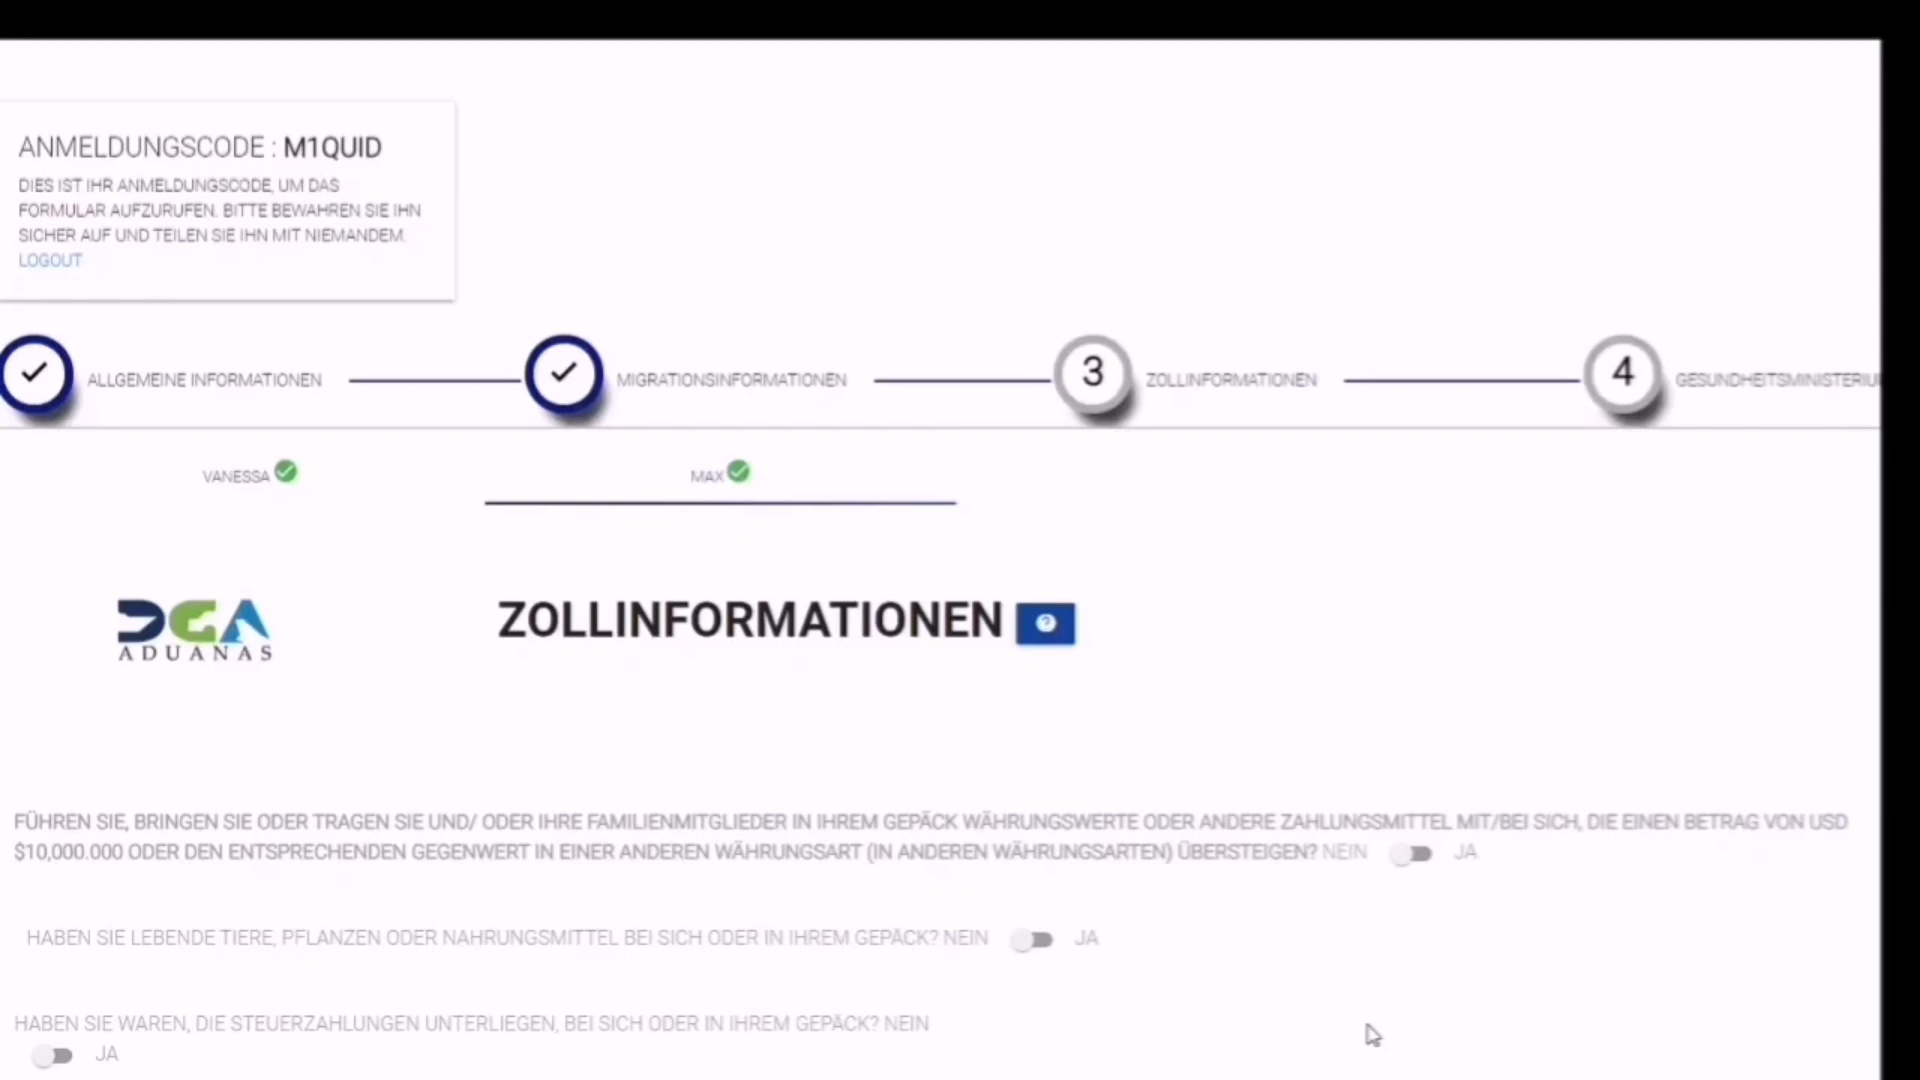 ANMELDUNGSCODE : M1QUID
DIES IST IHR ANMELDUNGSCODE, UM DAS
FORMULAR AUFZURUFEN. BITTE BEWAHREN SIE IHN
SICHER AUF UND TEILEN SIE IHN MIT NIEMANDEM.
LOGOUT
ALLGEMEINE INFORMATIONEN
MIGRATIONSINFORMATIONEN
3 ZOLLINFORMATIONEN
4 GESUNDHEITSMINISTERIU
VANESSA
MAX
DGA
ADUANAS
ZOLLINFORMATIONEN ?
FÜHREN SIE, BRINGEN SIE ODER TRAGEN SIE UND/ ODER IHRE FAMILIENMITGLIEDER IN IHREM GEPÄCK WÄHRUNGSWERTE ODER ANDERE ZAHLUNGSMITTEL MIT/BEI SICH, DIE EINEN BETRAG VON USD
$10,000.000 ODER DEN ENTSPRECHENDEN GEGENWERT IN EINER ANDEREN WÄHRUNGSART (IN ANDEREN WÄHRUNGSARTEN) ÜBERSTEIGEN? NEIN JA
HABEN SIE LEBENDE TIERE, PFLANZEN ODER NAHRUNGSMITTEL BEI SICH ODER IN IHREM GEPÄCK? NEIN JA
HABEN SIE WAREN, DIE STEUERZAHLUNGEN UNTERLIEGEN, BEI SICH ODER IN IHREM GEPÄCK? NEIN
JA